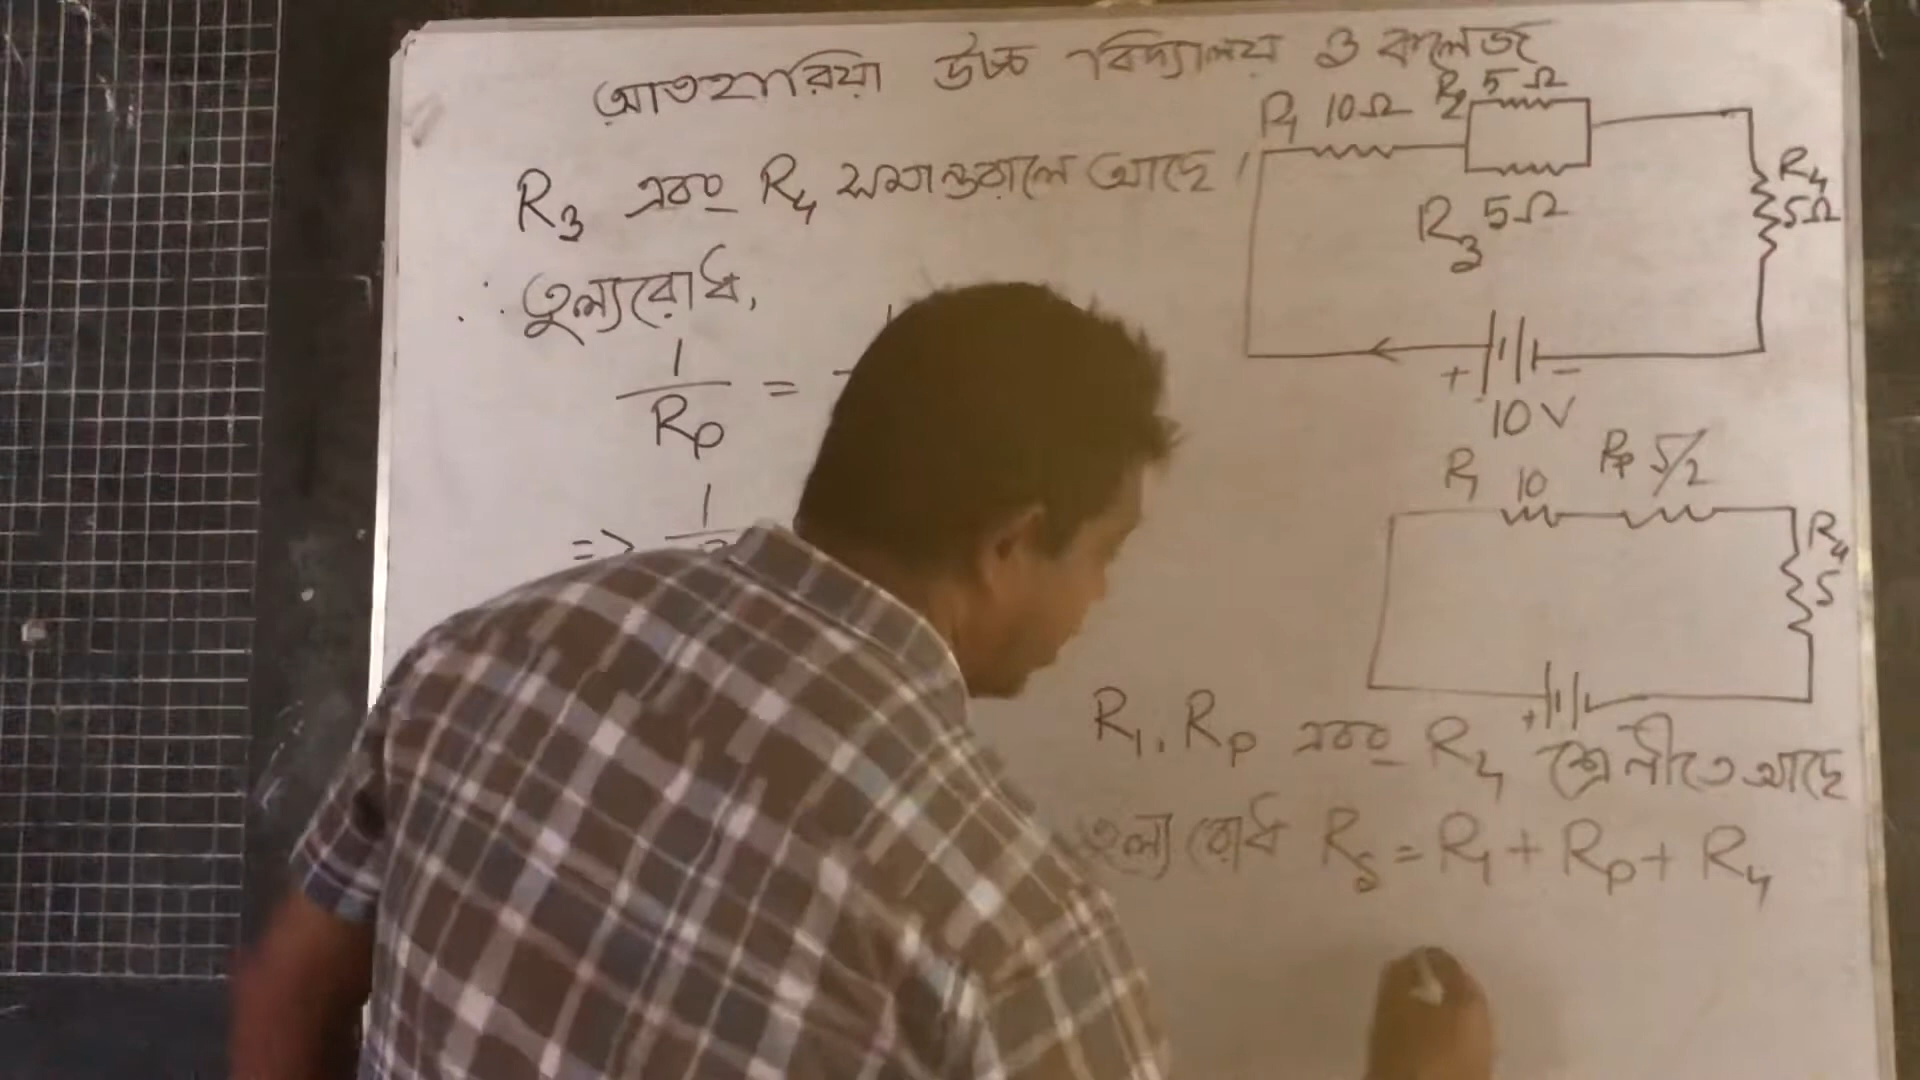 আতহারিয়া উচ্চ বিদ্যালয় ও কলেজ
R₃ এবং R₄ সমান্তরালে আছে।
∴ তুল্যরোধ,
1/Rp =
=> 1
R₁ 10Ω R₂ 5Ω
R₃ 5Ω
R₄ 5Ω
+ −
10V
R₁ 10 Rp 5/2
R₄ 5
+
R₁, Rp এবং R₄ শ্রেনীতে আছে
তুল্য রোধ Rs = R₁ + Rp + R₄